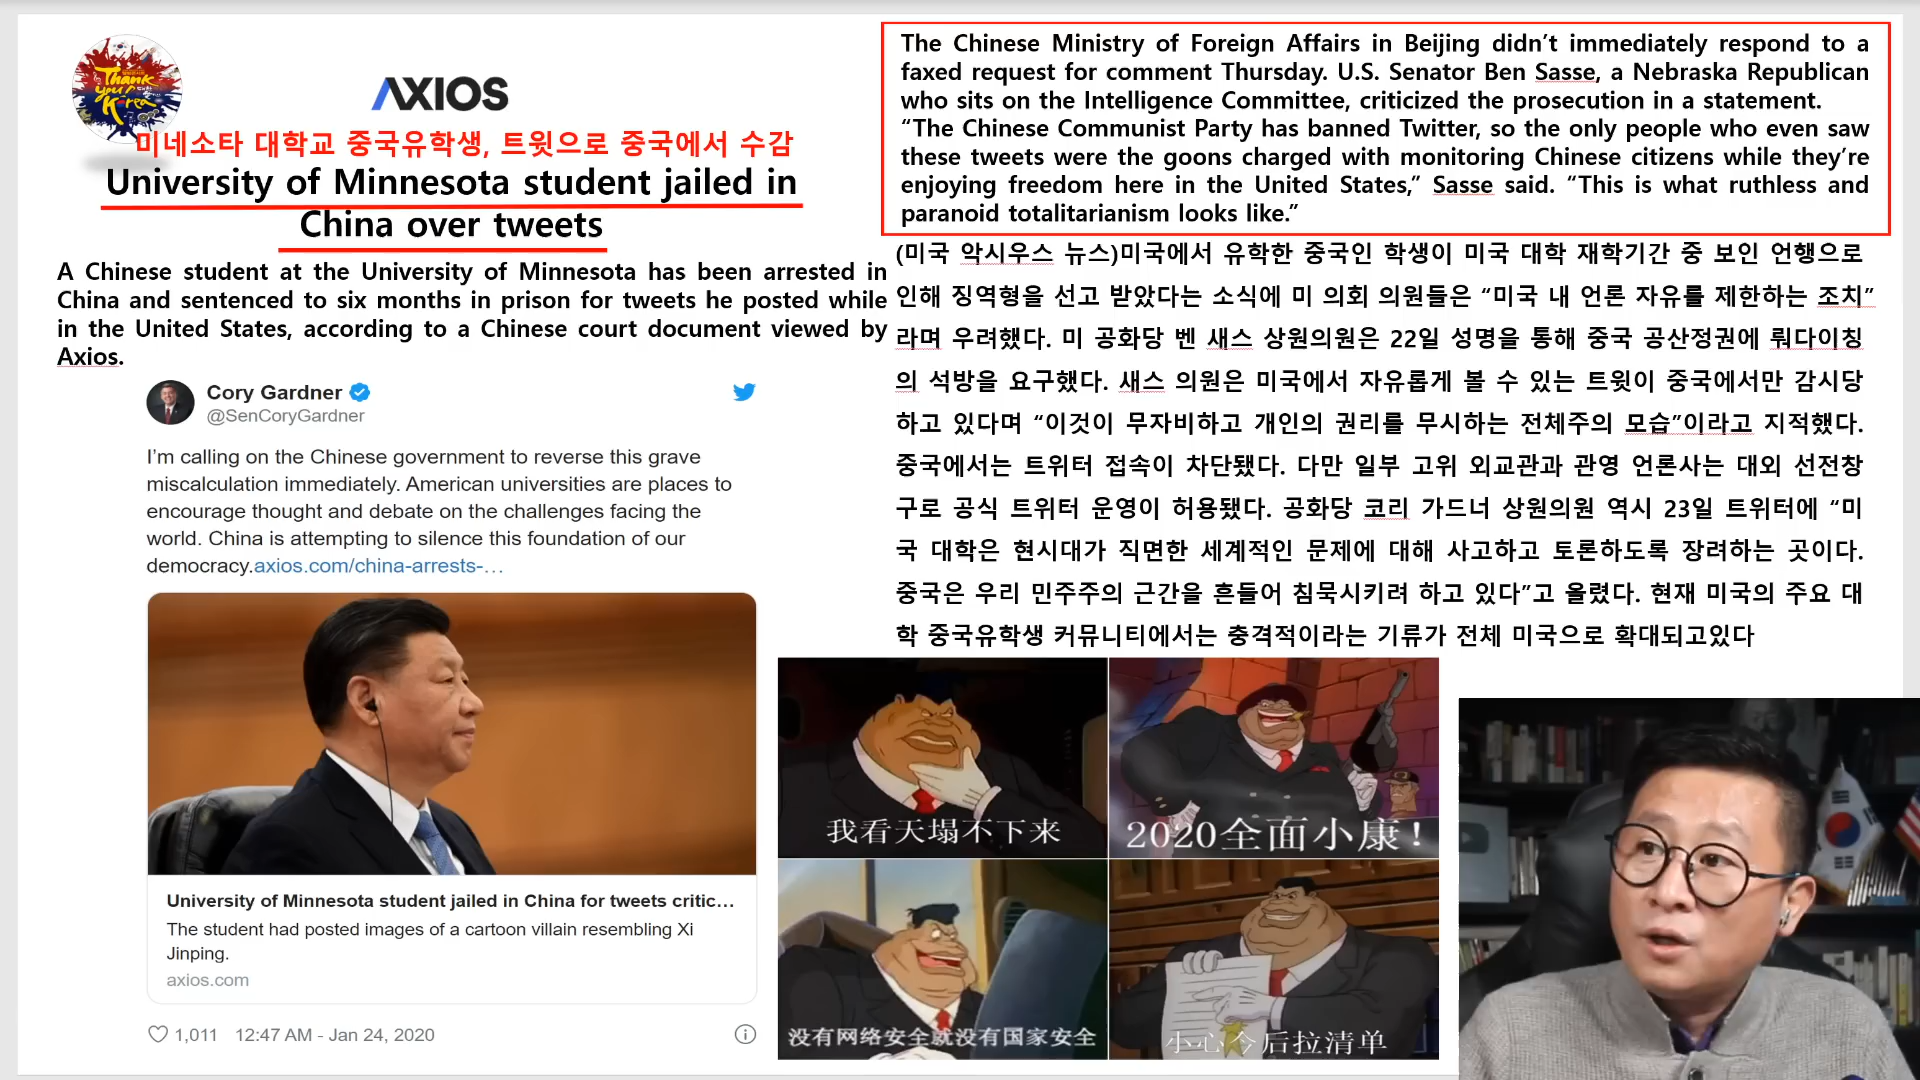 Thank
you
Korea
AXIOS
미네소타 대학교 중국유학생, 트윗으로 중국에서 수감
University of Minnesota student jailed in
China over tweets
A Chinese student at the University of Minnesota has been arrested in
China and sentenced to six months in prison for tweets he posted while
in the United States, according to a Chinese court document viewed by
Axios.
Cory Gardner
@SenCoryGardner
I'm calling on the Chinese government to reverse this grave
miscalculation immediately. American universities are places to
encourage thought and debate on the challenges facing the
world. China is attempting to silence this foundation of our
democracy.axios.com/china-arrests-…
University of Minnesota student jailed in China for tweets critic…
The student had posted images of a cartoon villain resembling Xi
Jinping.
axios.com
1,011 12:47 AM - Jan 24, 2020
The Chinese Ministry of Foreign Affairs in Beijing didn't immediately respond to a
faxed request for comment Thursday. U.S. Senator Ben Sasse, a Nebraska Republican
who sits on the Intelligence Committee, criticized the prosecution in a statement.
“The Chinese Communist Party has banned Twitter, so the only people who even saw
these tweets were the goons charged with monitoring Chinese citizens while they're
enjoying freedom here in the United States,” Sasse said. “This is what ruthless and
paranoid totalitarianism looks like.”
(미국 악시우스 뉴스)미국에서 유학한 중국인 학생이 미국 대학 재학기간 중 보인 언행으로
인해 징역형을 선고 받았다는 소식에 미 의회 의원들은 “미국 내 언론 자유를 제한하는 조치”
라며 우려했다. 미 공화당 벤 새스 상원의원은 22일 성명을 통해 중국 공산정권에 뤄다이칭
의 석방을 요구했다. 새스 의원은 미국에서 자유롭게 볼 수 있는 트윗이 중국에서만 감시당
하고 있다며 “이것이 무자비하고 개인의 권리를 무시하는 전체주의 모습”이라고 지적했다.
중국에서는 트위터 접속이 차단됐다. 다만 일부 고위 외교관과 관영 언론사는 대외 선전창
구로 공식 트위터 운영이 허용됐다. 공화당 코리 가드너 상원의원 역시 23일 트위터에 “미
국 대학은 현시대가 직면한 세계적인 문제에 대해 사고하고 토론하도록 장려하는 곳이다.
중국은 우리 민주주의 근간을 흔들어 침묵시키려 하고 있다”고 올렸다. 현재 미국의 주요 대
학 중국유학생 커뮤니티에서는 충격적이라는 기류가 전체 미국으로 확대되고있다
我看天塌不下来
2020全面小康！
没有网络安全就没有国家安全
小心今后拉清单